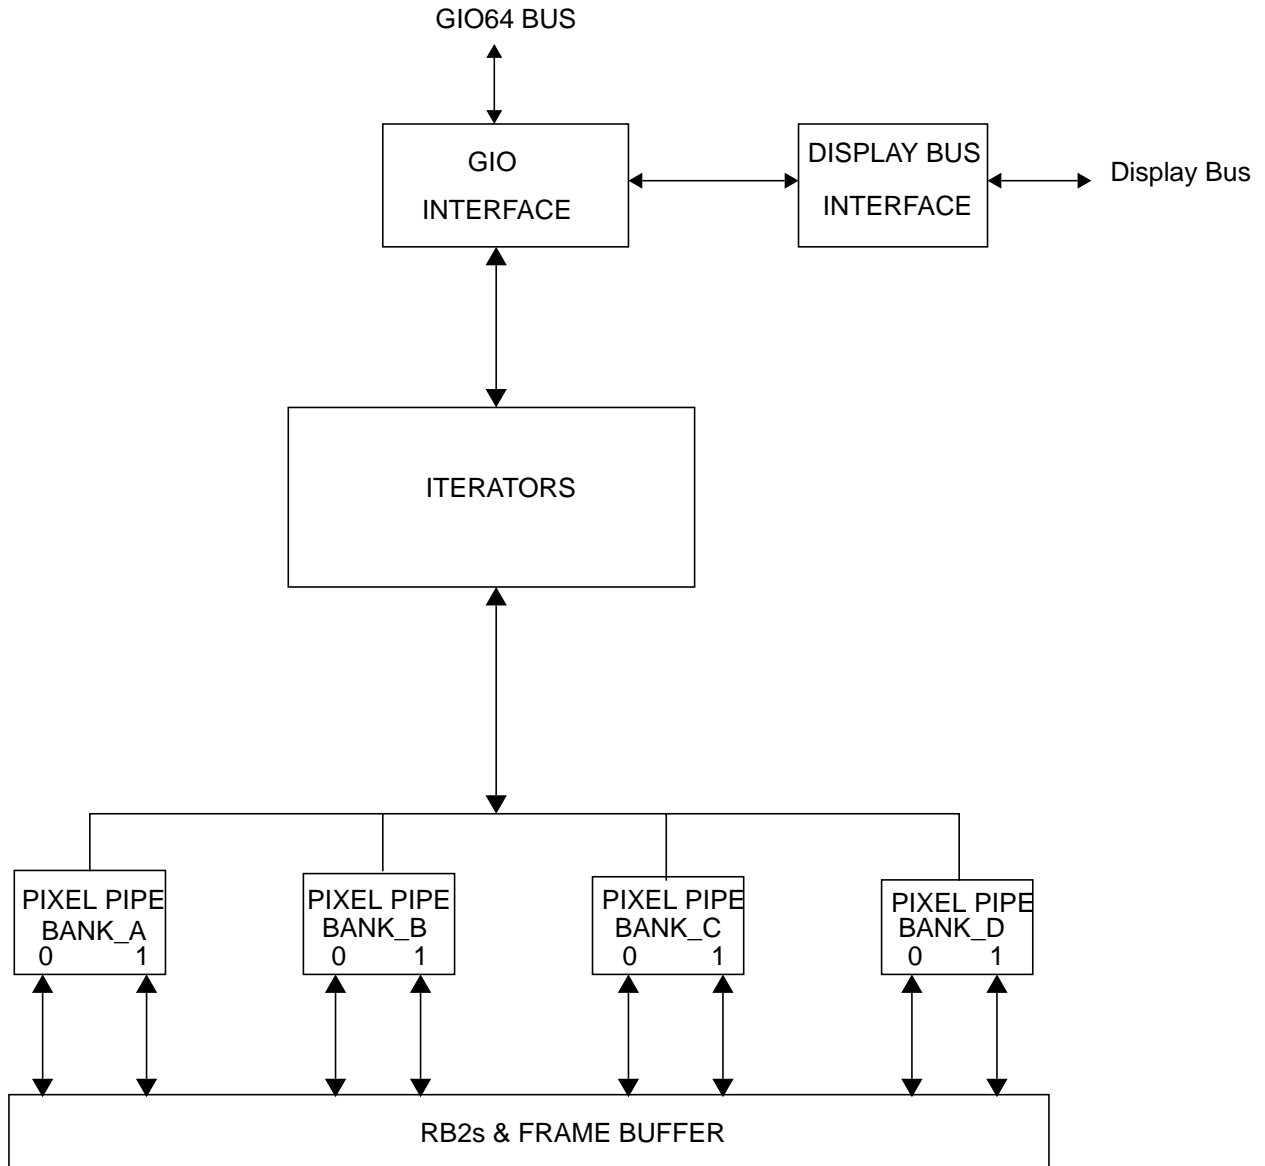 GIO64 BUS
GIO
INTERFACE
DISPLAY BUS
INTERFACE
Display Bus
ITERATORS
PIXEL PIPE
BANK_A
0 1
PIXEL PIPE
BANK_B
0 1
PIXEL PIPE
BANK_C
0 1
PIXEL PIPE
BANK_D
0 1
RB2s & FRAME BUFFER